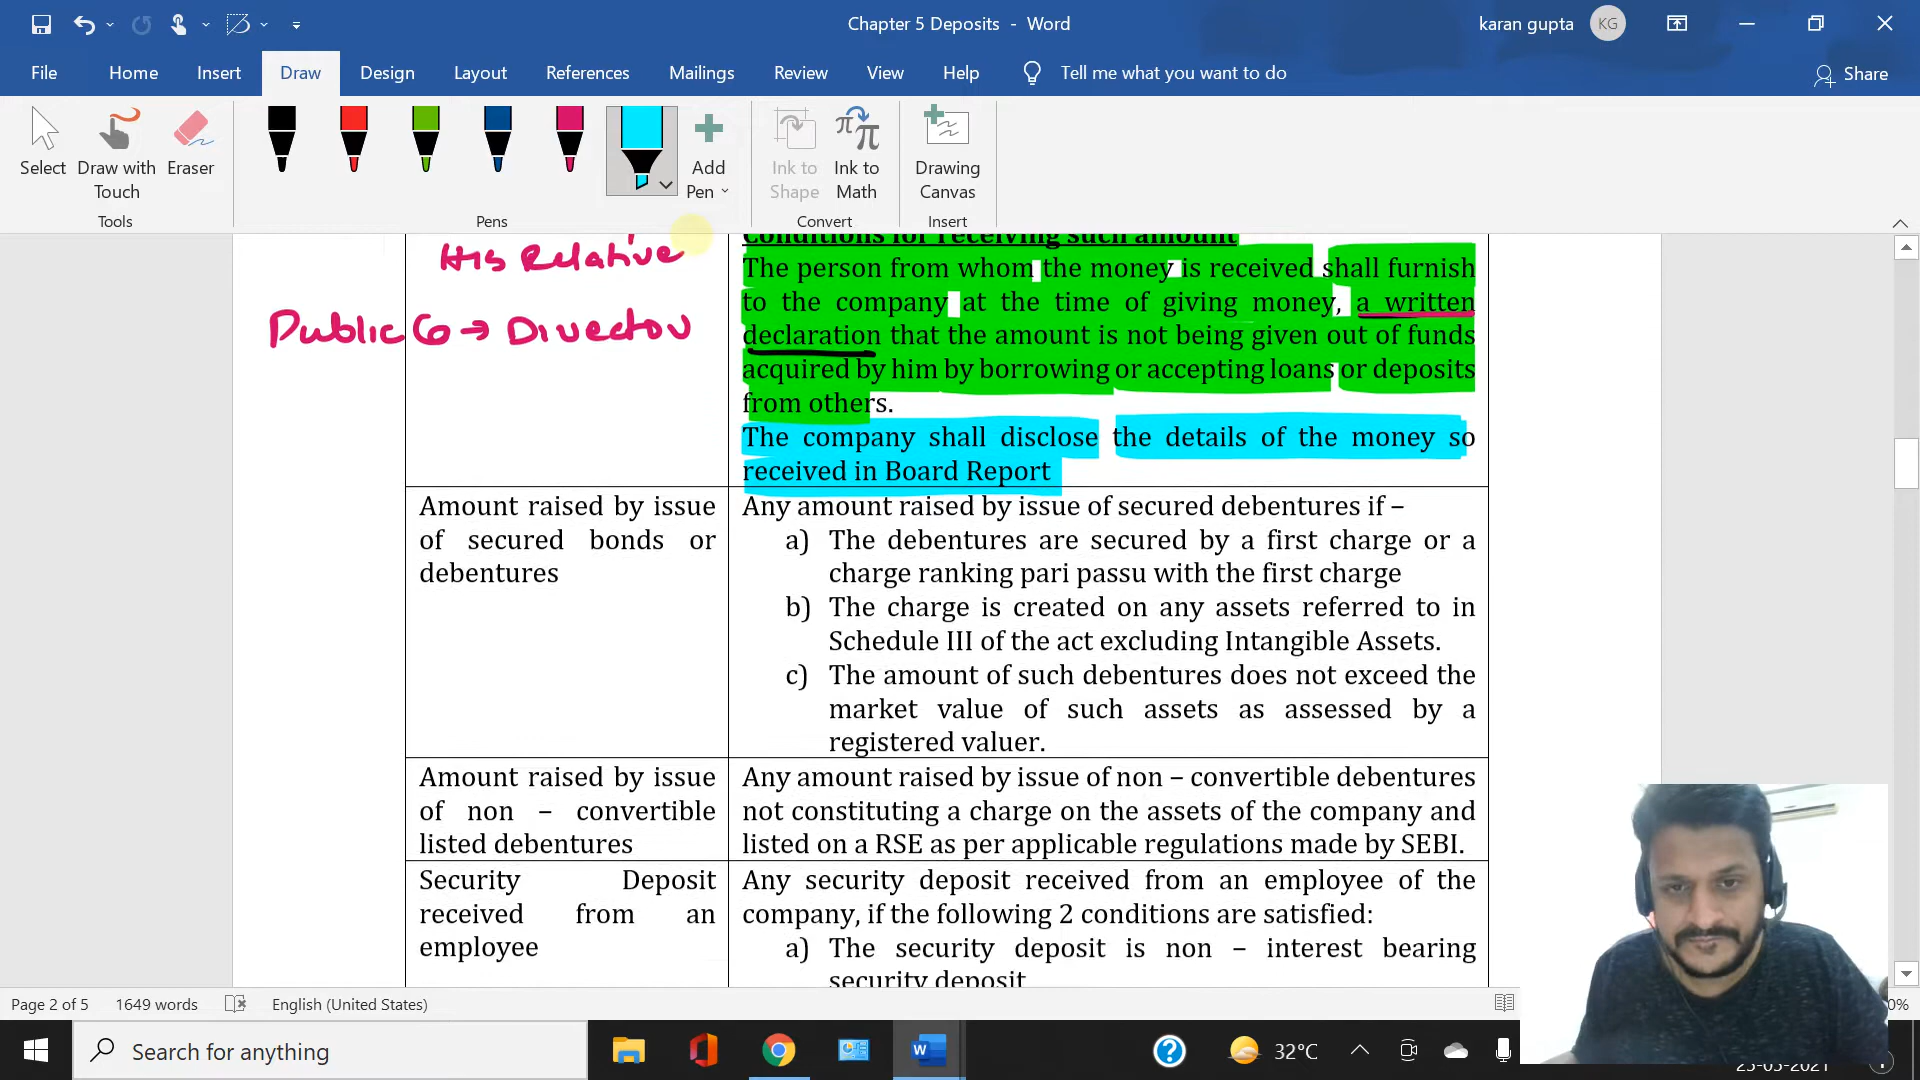 Chapter 5 Deposits - Word
karan gupta
KG
File
Home
Insert
Draw
Design
Layout
References
Mailings
Review
View
Help
Tell me what you want to do
Share
Select
Draw with
Touch
Eraser
Add
Pen
Ink to
Shape
Ink to
Math
Drawing
Canvas
Tools
Pens
Convert
Insert
His Relative
Public Co → Director
Conditions for receiving such amount
The person from whom the money is received shall furnish
to the company at the time of giving money, a written
declaration that the amount is not being given out of funds
acquired by him by borrowing or accepting loans or deposits
from others.
The company shall disclose the details of the money so
received in Board Report
Amount raised by issue
of secured bonds or
debentures
Any amount raised by issue of secured debentures if –
a) The debentures are secured by a first charge or a
charge ranking pari passu with the first charge
b) The charge is created on any assets referred to in
Schedule III of the act excluding Intangible Assets.
c) The amount of such debentures does not exceed the
market value of such assets as assessed by a
registered valuer.
Amount raised by issue
of non – convertible
listed debentures
Any amount raised by issue of non – convertible debentures
not constituting a charge on the assets of the company and
listed on a RSE as per applicable regulations made by SEBI.
Security Deposit
received from an
employee
Any security deposit received from an employee of the
company, if the following 2 conditions are satisfied:
a) The security deposit is non – interest bearing
security deposit
Page 2 of 5
1649 words
English (United States)
0%
Search for anything
32°C
25-05-2021